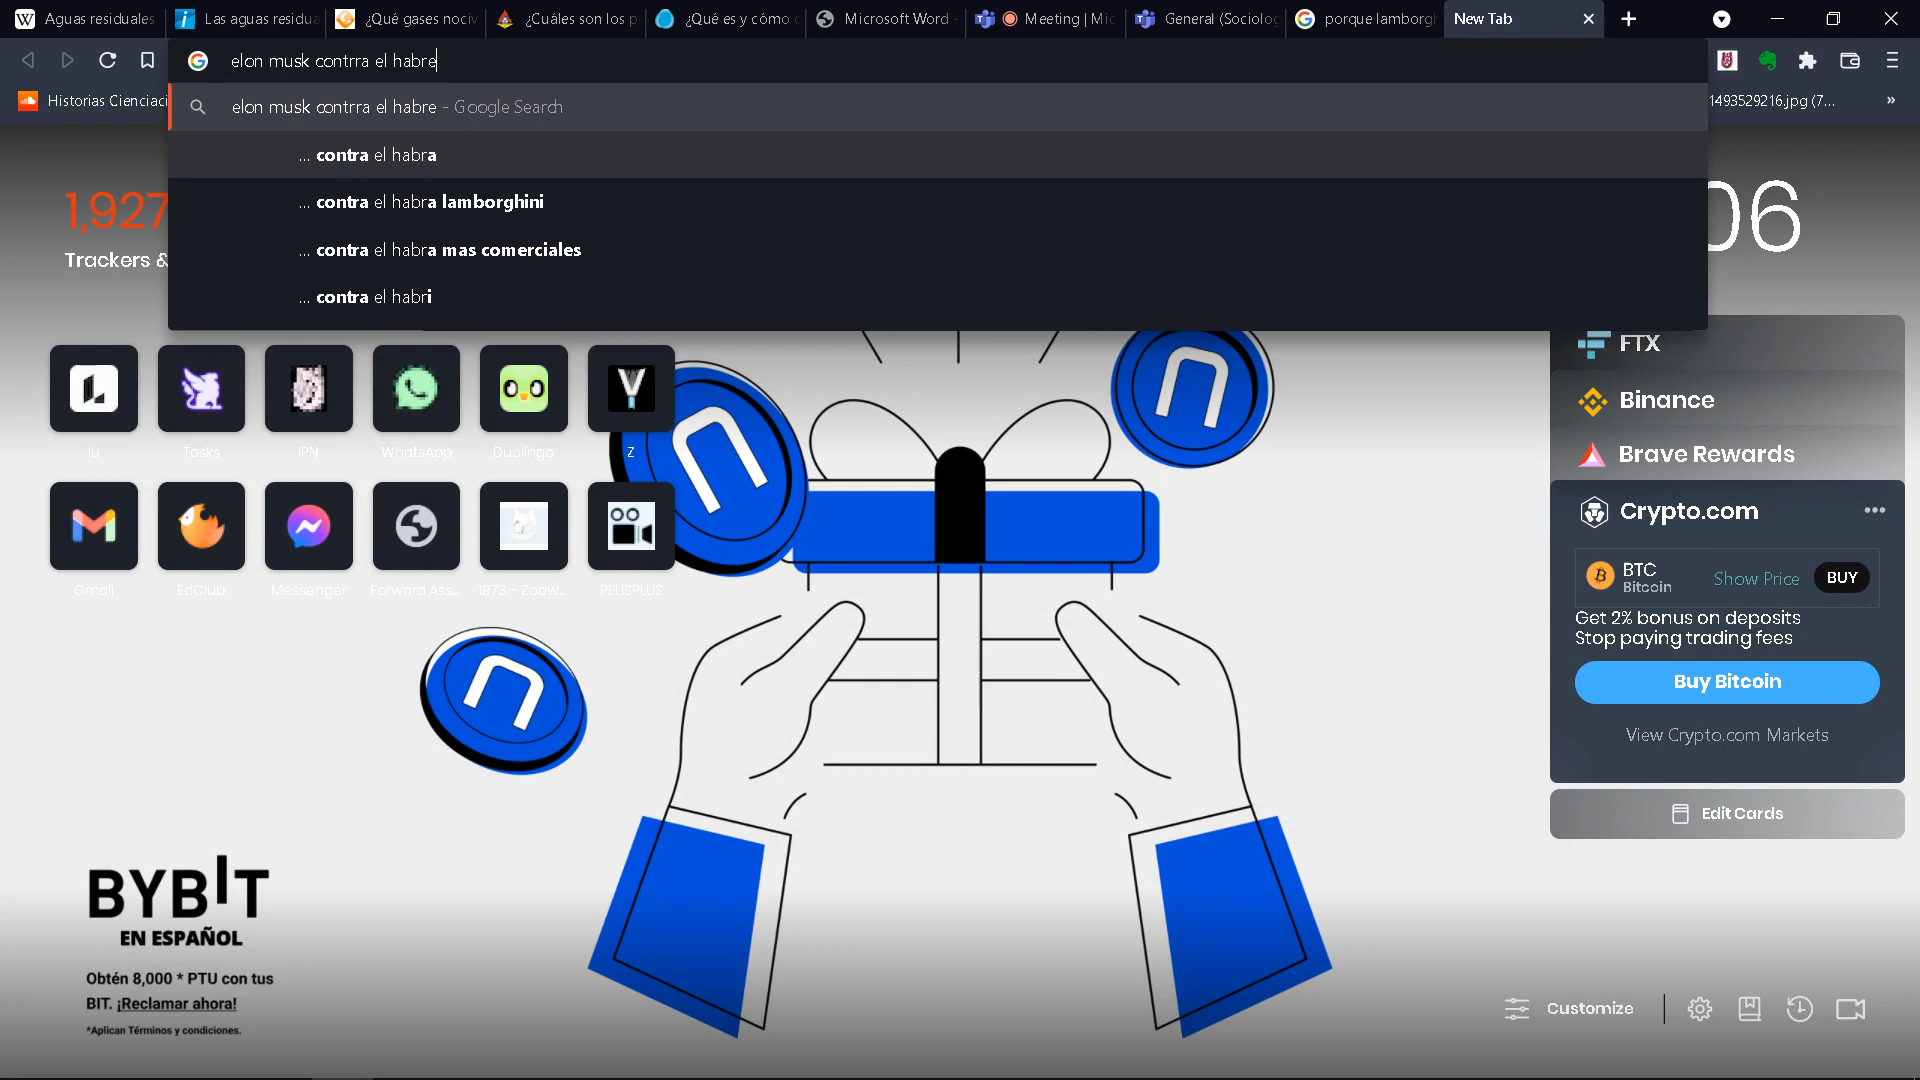 Aguas residuales
Las aguas residua
¿Qué gases nociv
¿Cuáles son los p
¿Qué es y cómo
Microsoft Word -
Meeting | Mic
General (Sociolog
porque lamborgh
New Tab
elon musk contrra el habre
Historias Cienciaci
1493529216.jpg (7...
»
elon musk contrra el habre - Google Search
... contra el habra
... contra el habra lamborghini
... contra el habra mas comerciales
... contra el habri
1,927
Trackers &
06
lu
Tasks
IPN
WhatsApp
Duolingo
Z
Gmail
EdClub
Messenger
Forward Ass...
1973 - Zoow...
PELISPLUS
FTX
Binance
Brave Rewards
Crypto.com
BTC
Bitcoin
Show Price
BUY
Get 2% bonus on deposits
Stop paying trading fees
Buy Bitcoin
View Crypto.com Markets
Edit Cards
BYBIT
EN ESPAÑOL
Obtén 8,000 * PTU con tus
BIT. ¡Reclamar ahora!
*Aplican Términos y condiciones.
Customize